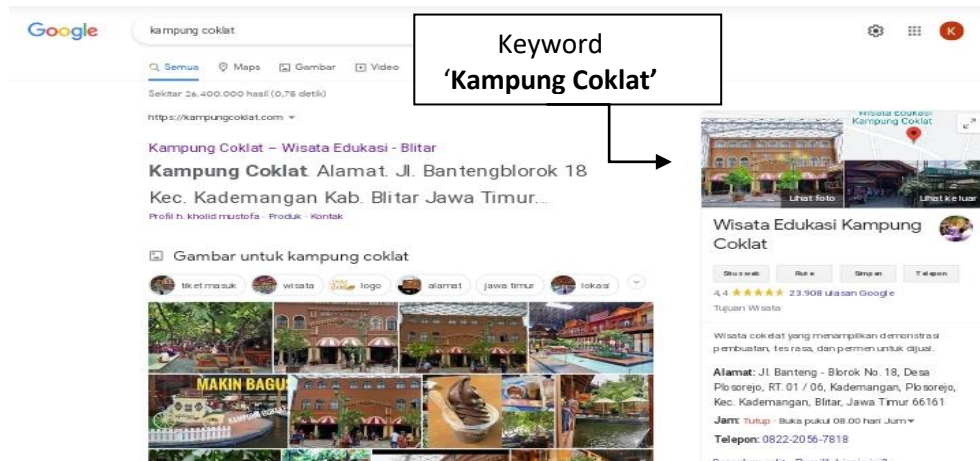 Google
kampung coklat
Keyword
‘Kampung Coklat’
K
Semua Maps Gambar Video
Sekitar 26.400.000 hasil (0,75 detik)
https://kampungcoklat.com
Kampung Coklat – Wisata Edukasi - Blitar
Kampung Coklat. Alamat. Jl. Bantengblorok 18
Kec. Kademangan Kab. Blitar Jawa Timur...
Profil h. kholid mustofa · Produk · Kontak
Gambar untuk kampung coklat
tiket masuk wisata logo alamat jawa timur lokasi
MAKIN BAGUS
KAMPUNG COKLAT
Wisata Edukasi
Kampung Coklat
Lihat foto Lihat ke luar
Wisata Edukasi Kampung
Coklat
Situs web Rute Simpan Telepon
4,4 ★★★★★ 23.908 ulasan Google
Tujuan Wisata
Wisata cokelat yang menampilkan demonstrasi
pembuatan, tes rasa, dan permen untuk dijual.
Alamat: Jl. Banteng - Blorok No. 18, Desa
Plosorejo, RT. 01 / 06, Kademangan, Plosorejo,
Kec. Kademangan, Blitar, Jawa Timur 66161
Jam: Tutup · Buka pukul 08.00 hari Jum
Telepon: 0822-2056-7818